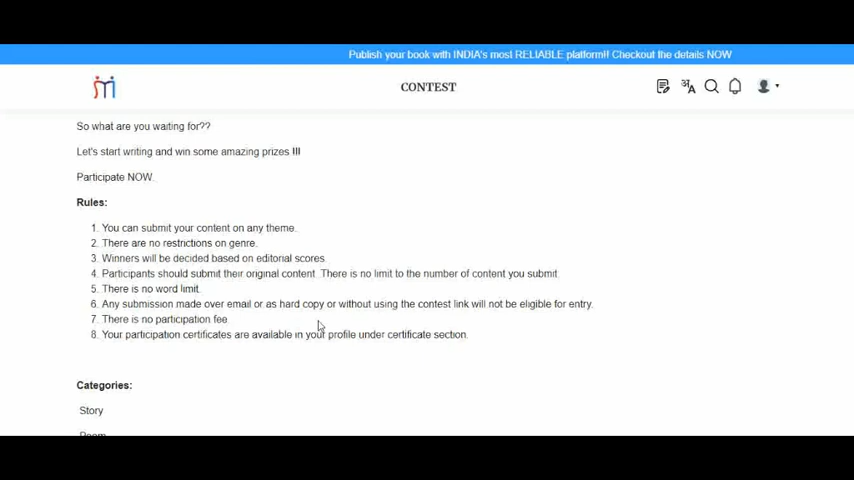 Publish your book with INDIA's most RELIABLE platform!! Checkout the details NOW
CONTEST
So what are you waiting for??
Let's start writing and win some amazing prizes !!!
Participate NOW.
Rules:
1. You can submit your content on any theme.
2. There are no restrictions on genre.
3. Winners will be decided based on editorial scores.
4. Participants should submit their original content. There is no limit to the number of content you submit.
5. There is no word limit.
6. Any submission made over email or as hard copy or without using the contest link will not be eligible for entry.
7. There is no participation fee.
8. Your participation certificates are available in your profile under certificate section.
Categories:
Story
Poem